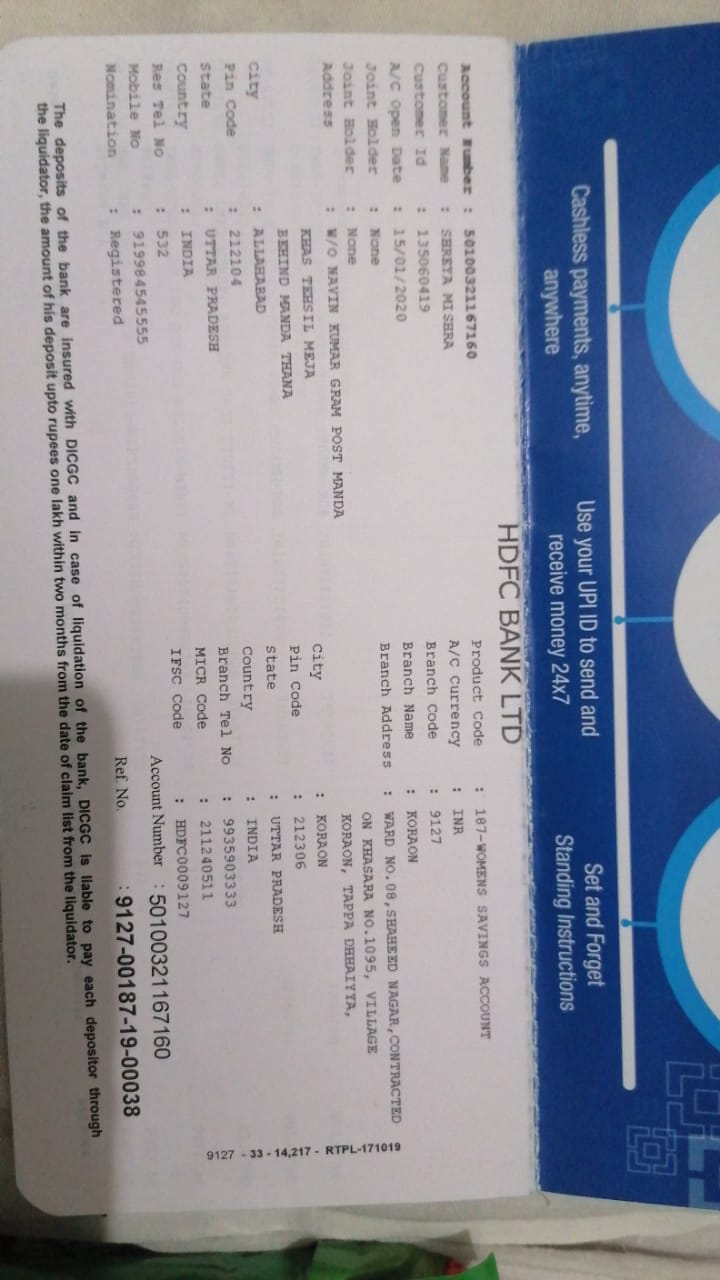 Cashless payments, anytime,
anywhere
Use your UPI ID to send and
receive money 24x7
Set and Forget
Standing Instructions
HDFC BANK LTD
Account Number : 50100321167160
Customer Name : SHREYA MISHRA
Customer Id : 135060419
A/C Open Date : 15/01/2020
Joint Holder : None
Joint Holder : None
Address : W/O NAVIN KUMAR GRAM POST MANDA
KHAS TEHSIL MEJA
BEHIND MANDA THANA
City : ALLAHABAD
Pin Code : 212104
State : UTTAR PRADESH
Country : INDIA
Res Tel No : 532
Mobile No : 919984545555
Nomination : Registered
Product Code : 187-WOMENS SAVINGS ACCOUNT
A/C Currency : INR
Branch Code : 9127
Branch Name : KORAON
Branch Address : WARD NO.08,SHAHEED NAGAR,CONTRACTED
ON KHASARA NO.1095, VILLAGE
KORAON, TAPPA DHHAIYYA,
City : KORAON
Pin Code : 212306
State : UTTAR PRADESH
Country : INDIA
Branch Tel No : 9935903333
MICR Code : 211240511
IFSC Code : HDFC0009127
Account Number : 50100321167160
Ref. No. : 9127-00187-19-00038
9127 - 33 - 14,217 - RTPL-171019
The deposits of the bank are insured with DICGC and in case of liquidation of the bank, DICGC is liable to pay each depositor through
the liquidator, the amount of his deposit upto rupees one lakh within two months from the date of claim list from the liquidator.